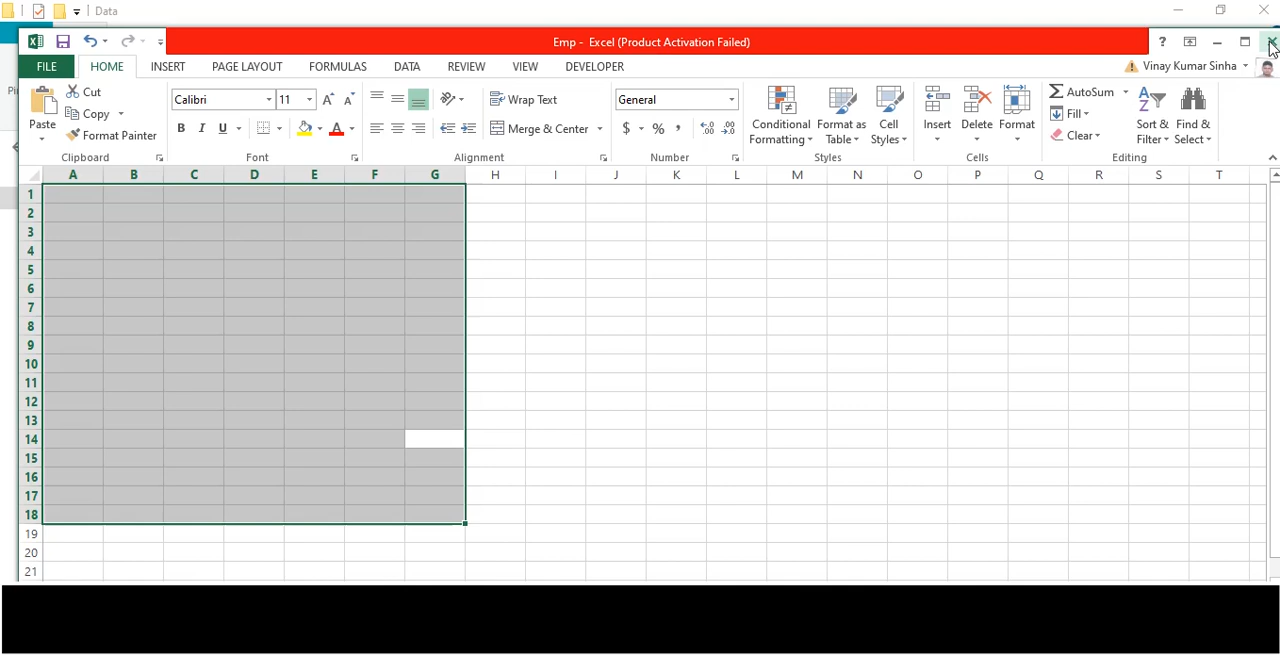 Data
Emp - Excel (Product Activation Failed)
?
FILE HOME INSERT PAGE LAYOUT FORMULAS DATA REVIEW VIEW DEVELOPER
Vinay Kumar Sinha
Paste
Cut
Copy
Format Painter
Clipboard
Calibri 11
B I U
Font
Wrap Text
Merge & Center
Alignment
General
$ % ,
Number
Conditional Formatting
Format as Table
Cell Styles
Styles
Insert
Delete
Format
Cells
AutoSum
Fill
Clear
Sort & Filter
Find & Select
Editing
A B C D E F G H I J K L M N O P Q R S T
1
2
3
4
5
6
7
8
9
10
11
12
13
14
15
16
17
18
19
20
21